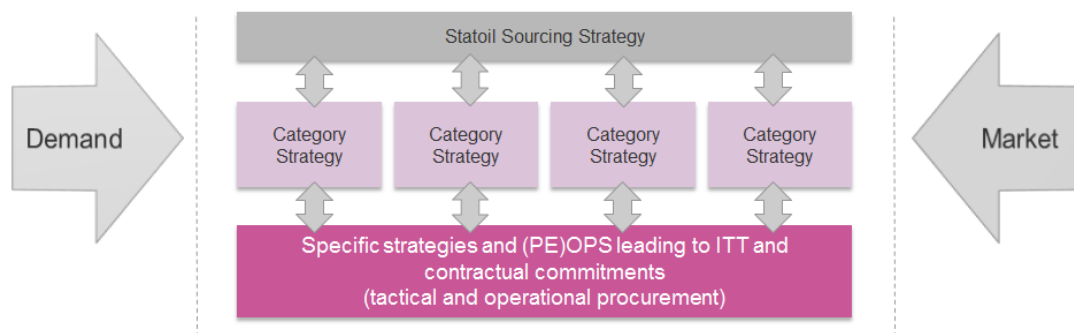 Statoil Sourcing Strategy
Demand
Category
Strategy
Category
Strategy
Category
Strategy
Category
Strategy
Market
Specific strategies and (PE)OPS leading to ITT and
contractual commitments
(tactical and operational procurement)